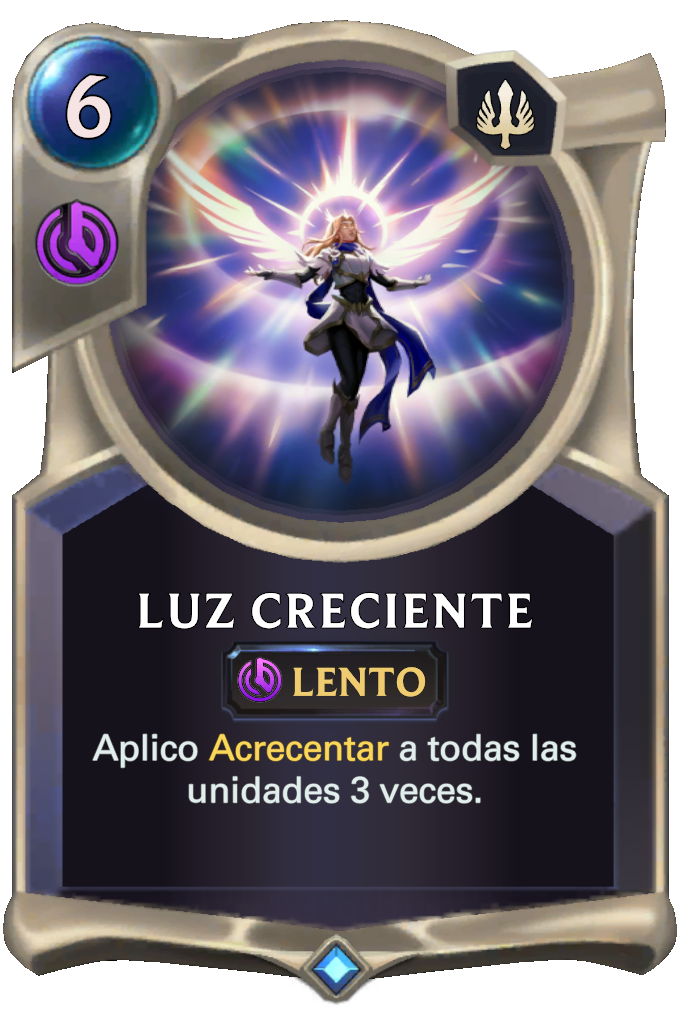 6
LUZ CRECIENTE
LENTO
Aplico Acrecentar a todas las
unidades 3 veces.